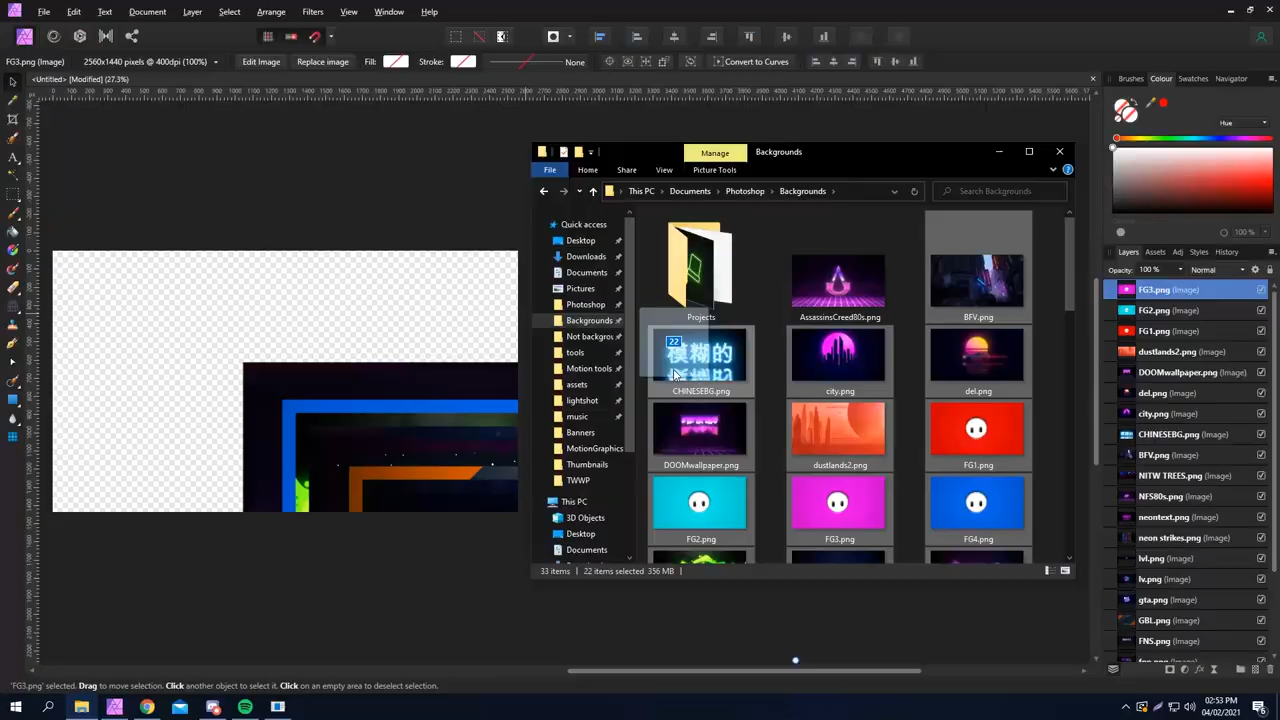 File Edit Text Document Layer Select Arrange Filters View Window Help
FG3.png (Image) 2560x1440 pixels @ 400dpi (100%) Edit Image Replace image Fill: Stroke: None Convert to Curves
<Untitled> [Modified] (27.3%)
Brushes Colour Swatches Navigator
Hue
100 %
Layers Assets Adj Styles History
Opacity: 100 % Normal
FG3.png (Image)
FG2.png (Image)
FG1.png (Image)
dustlands2.png (Image)
DOOMwallpaper.png (Image)
del.png (Image)
city.png (Image)
CHINESEBG.png (Image)
BFV.png (Image)
NITW TREES.png (Image)
NFS80s.png (Image)
neontext.png (Image)
neon strikes.png (Image)
lvl.png (Image)
lv.png (Image)
gta.png (Image)
GBL.png (Image)
FNS.png (Image)
Manage Backgrounds
File Home Share View Picture Tools
This PC Documents Photoshop Backgrounds Search Backgrounds
Quick access
Desktop
Downloads
Documents
Pictures
Photoshop
Backgrounds
Not backgrou
tools
Motion tools
assets
lightshot
music
Banners
MotionGraphics
Thumbnails
TWWP
This PC
3D Objects
Desktop
Documents
Projects AssassinsCreed80s.png BFV.png
22
模糊的
CHINESEBG.png city.png del.png
DOOMwallpaper.png dustlands2.png FG1.png
FG2.png FG3.png FG4.png
33 items 22 items selected 356 MB
'FG3.png' selected. Drag to move selection. Click another object to select it. Click on an empty area to deselect selection.
02:53 PM
04/02/2021